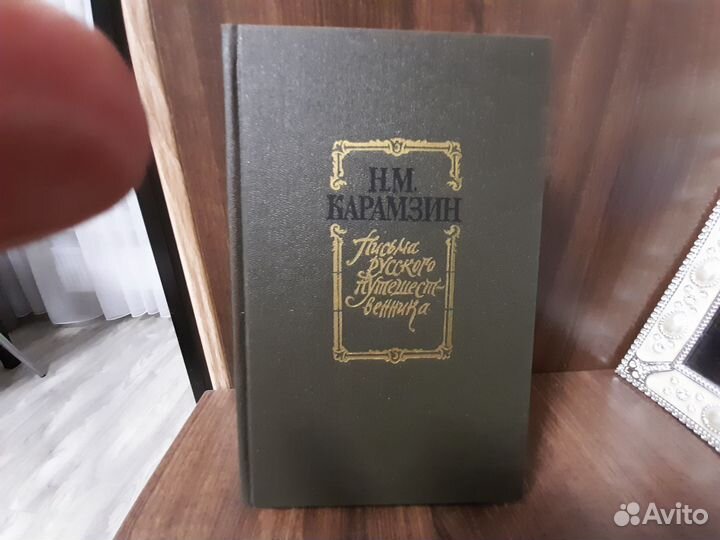 Н.М.
КАРАМЗИН
Письма
русского
путешест-
венника
Avito